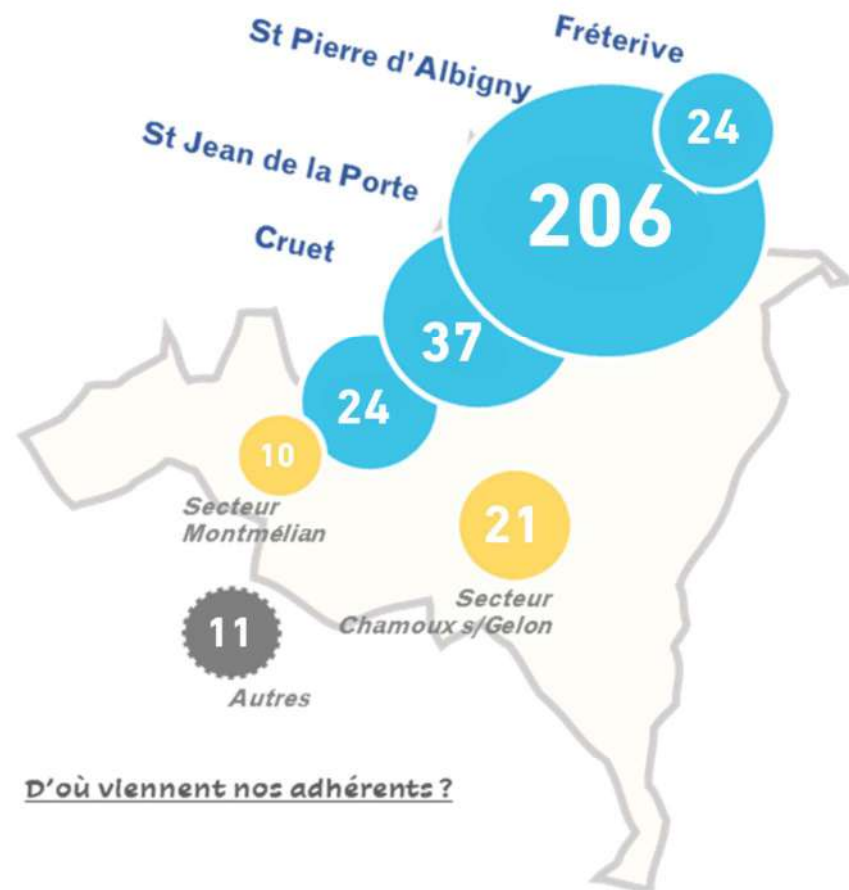 Fréterive
St Pierre d'Albigny
24
206
St Jean de la Porte
Cruet
37
24
10
Secteur
Montmélian
21
Secteur
Chamoux s/Gelon
11
Autres
D'où viennent nos adhérents ?